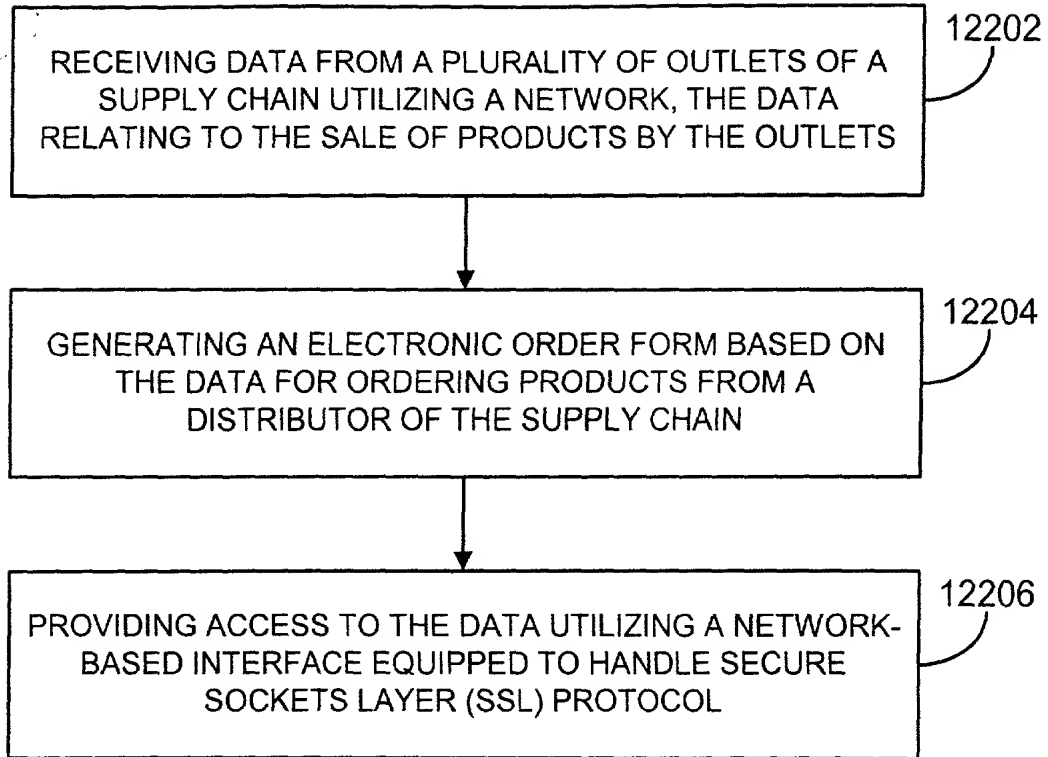 12202
RECEIVING DATA FROM A PLURALITY OF OUTLETS OF A
SUPPLY CHAIN UTILIZING A NETWORK, THE DATA
RELATING TO THE SALE OF PRODUCTS BY THE OUTLETS
12204
GENERATING AN ELECTRONIC ORDER FORM BASED ON
THE DATA FOR ORDERING PRODUCTS FROM A
DISTRIBUTOR OF THE SUPPLY CHAIN
12206
PROVIDING ACCESS TO THE DATA UTILIZING A NETWORK-
BASED INTERFACE EQUIPPED TO HANDLE SECURE
SOCKETS LAYER (SSL) PROTOCOL